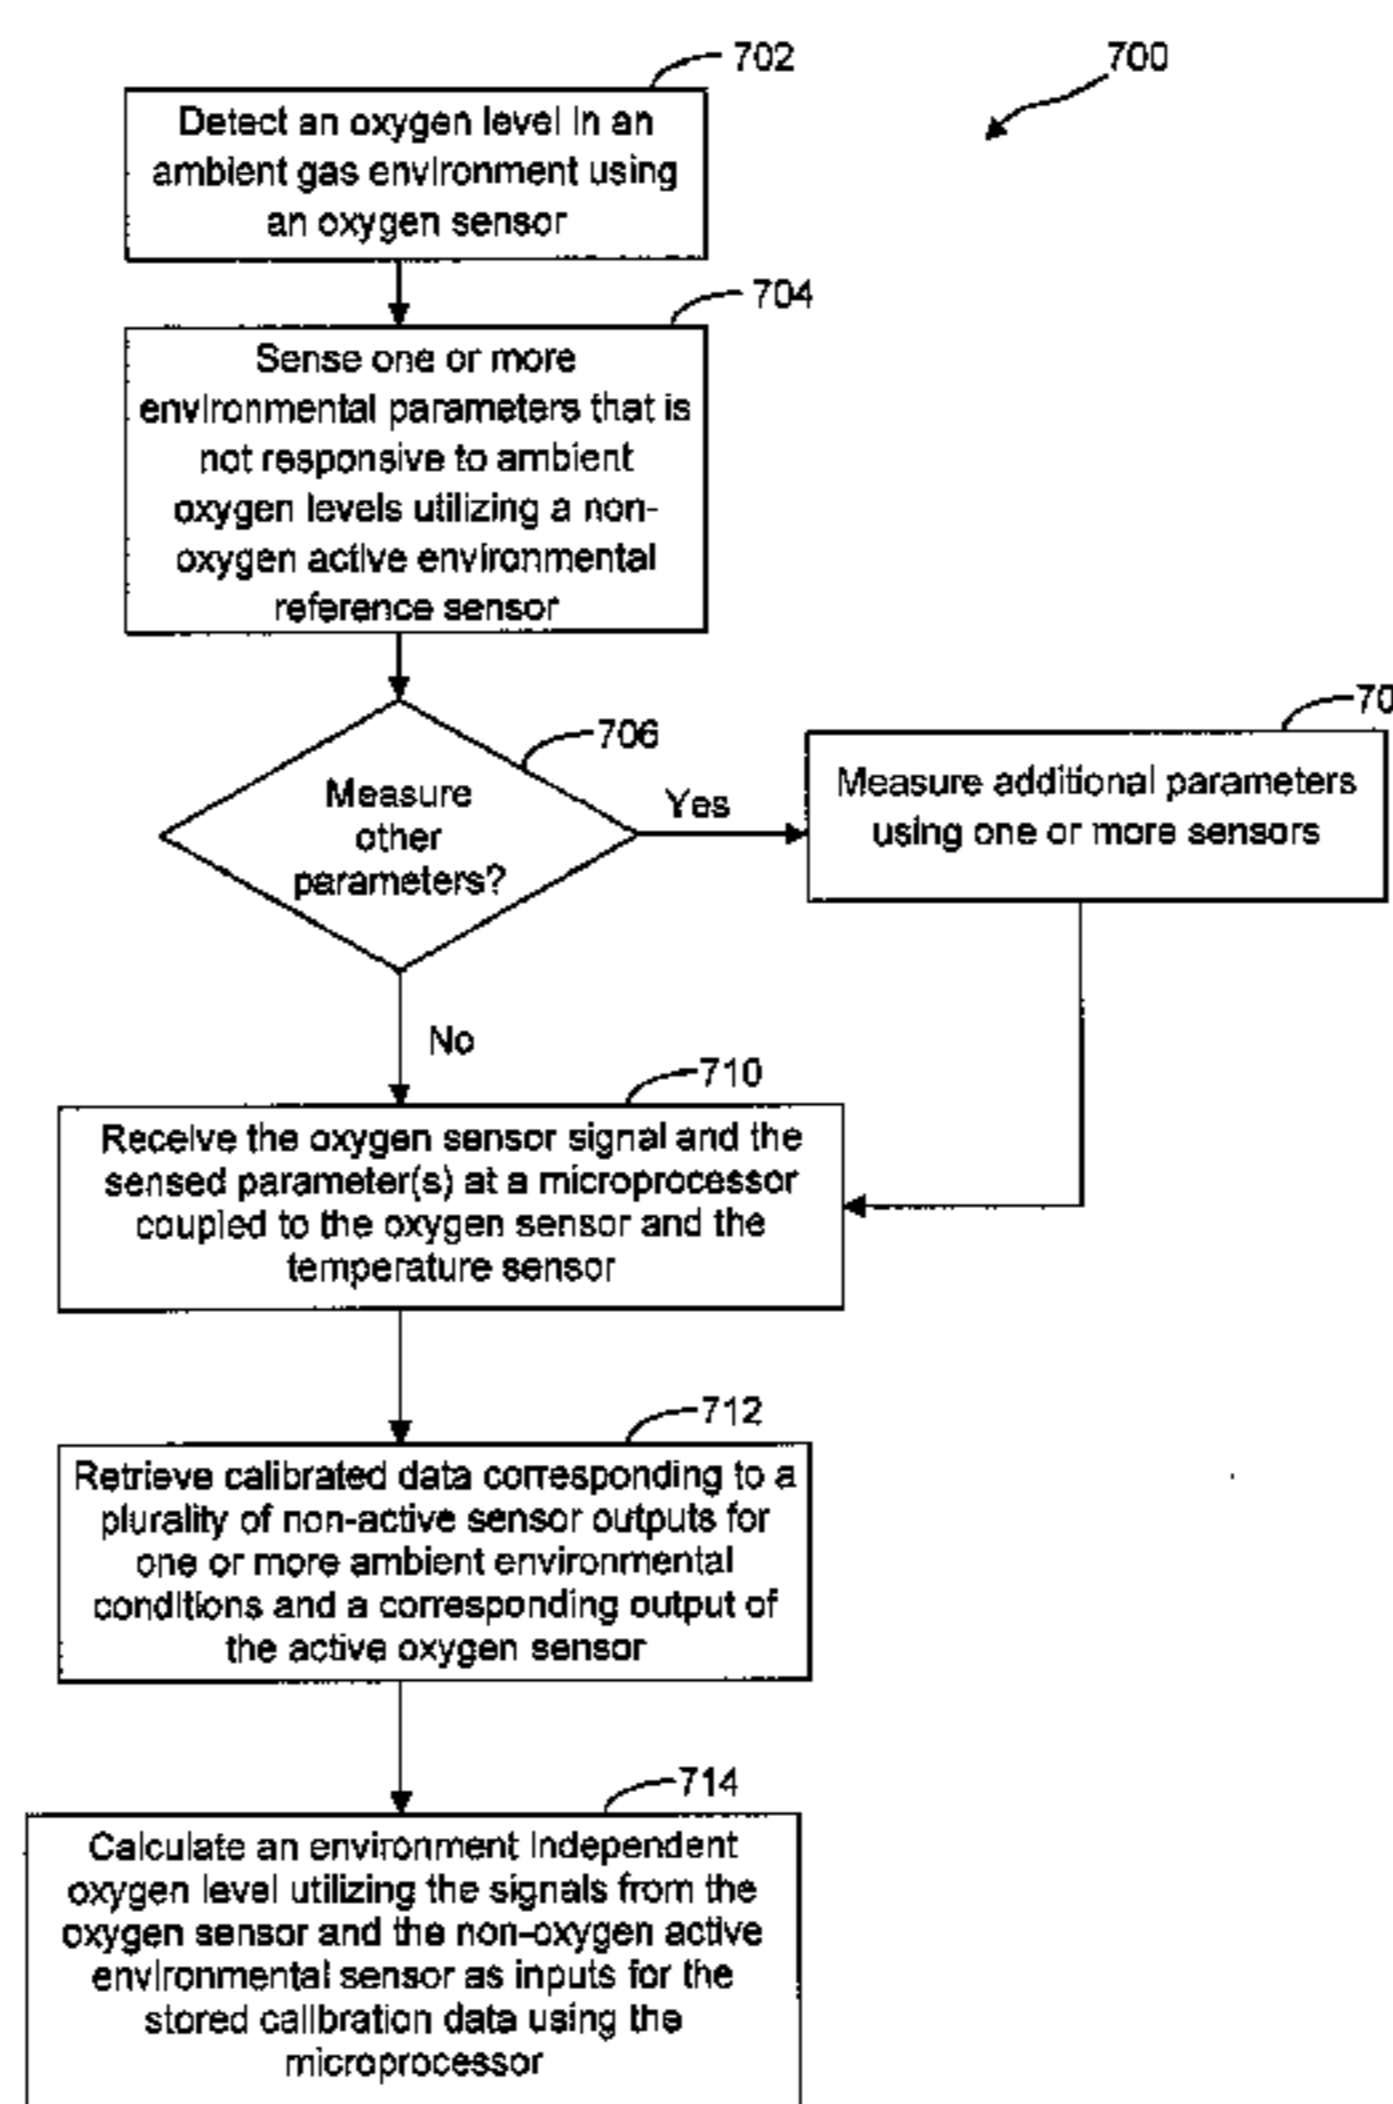 702
700
Detect an oxygen level in an
ambient gas environment using
an oxygen sensor
704
Sense one or more
environmental parameters that is
not responsive to ambient
oxygen levels utilizing a non-
oxygen active environmental
reference sensor
706
Measure
other
parameters?
Yes
70
Measure additional parameters
using one or more sensors
No
710
Receive the oxygen sensor signal and the
sensed parameter(s) at a microprocessor
coupled to the oxygen sensor and the
temperature sensor
712
Retrieve calibrated data corresponding to a
plurality of non-active sensor outputs for
one or more ambient environmental
conditions and a corresponding output of
the active oxygen sensor
714
Calculate an environment independent
oxygen level utilizing the signals from the
oxygen sensor and the non-oxygen active
environmental sensor as inputs for the
stored calibration data using the
microprocessor